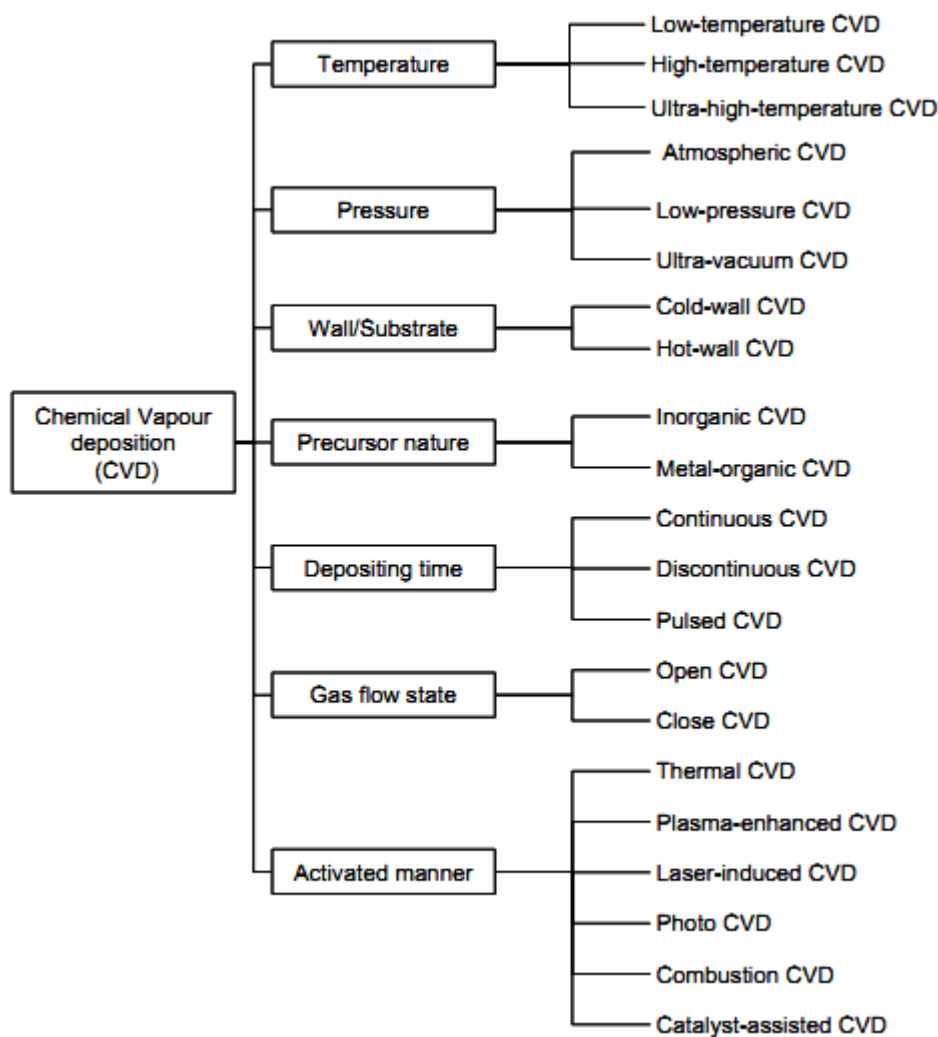 Chemical Vapour
deposition
(CVD)
Temperature
Low-temperature CVD
High-temperature CVD
Ultra-high-temperature CVD
Pressure
Atmospheric CVD
Low-pressure CVD
Ultra-vacuum CVD
Wall/Substrate
Cold-wall CVD
Hot-wall CVD
Precursor nature
Inorganic CVD
Metal-organic CVD
Depositing time
Continuous CVD
Discontinuous CVD
Pulsed CVD
Gas flow state
Open CVD
Close CVD
Activated manner
Thermal CVD
Plasma-enhanced CVD
Laser-induced CVD
Photo CVD
Combustion CVD
Catalyst-assisted CVD